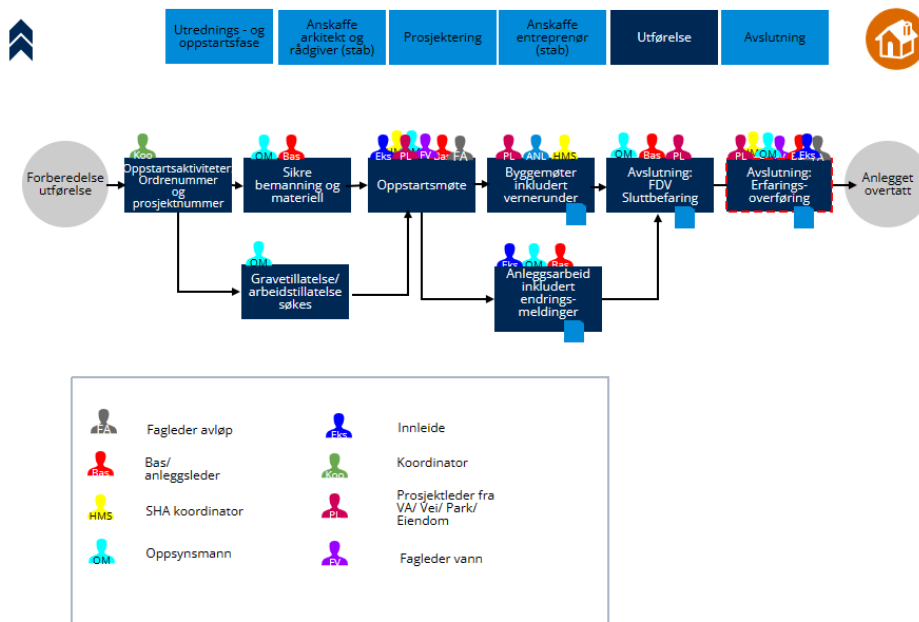 Utrednings - og
oppstartsfase
Anskaffe
arkitekt og
rådgiver (stab)
Prosjektering
Anskaffe
entreprenør
(stab)
Utførelse
Avslutning
Forberedelse
utførelse
Koo
Oppstartsaktiviteter:
Ordrenummer
og
prosjektnummer
OM
Bas
Sikre
bemanning og
materiell
Eks
PL
FV
FA
Oppstartsmøte
PL
ANL
HMS
Byggemøter
inkludert
vernerunder
OM
Bas
PL
Avslutning:
FDV
Sluttbefaring
PL
OM
Eks
Avslutning:
Erfarings-
overføring
Anlegget
overtatt
OM
Gravetillatelse/
arbeidstillatelse
søkes
Eks
OM
Bas
Anleggsarbeid
inkludert
endrings-
meldinger
FA
Fagleder avløp
Bas
Bas/
anleggsleder
HMS
SHA koordinator
OM
Oppsynsmann
Eks
Innleide
Koo
Koordinator
PL
Prosjektleder fra
VA/ Vei/ Park/
Eiendom
FV
Fagleder vann